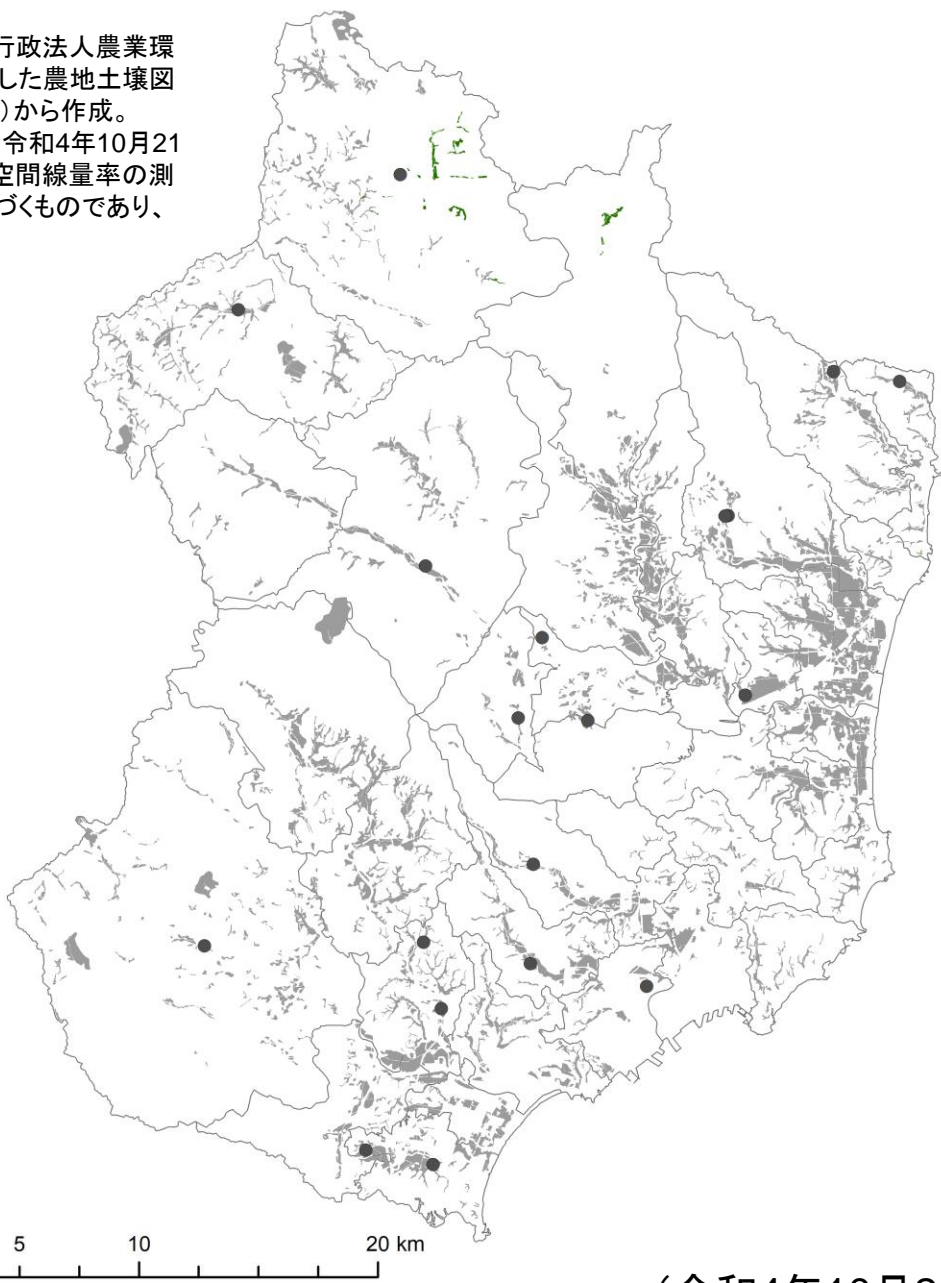 行政法人農業環
した農地土壌図
)から作成。
令和4年10月21
空間線量率の測
づくものであり、
5 10 20 km